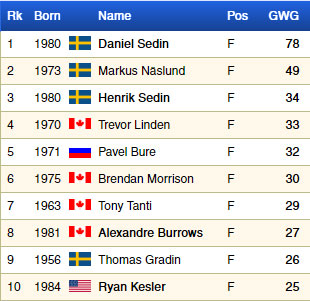 Rk Born Name Pos GWG
1 1980 Daniel Sedin F 78
2 1973 Markus Näslund F 49
3 1980 Henrik Sedin F 34
4 1970 Trevor Linden F 33
5 1971 Pavel Bure F 32
6 1975 Brendan Morrison F 30
7 1963 Tony Tanti F 29
8 1981 Alexandre Burrows F 27
9 1956 Thomas Gradin F 26
10 1984 Ryan Kesler F 25